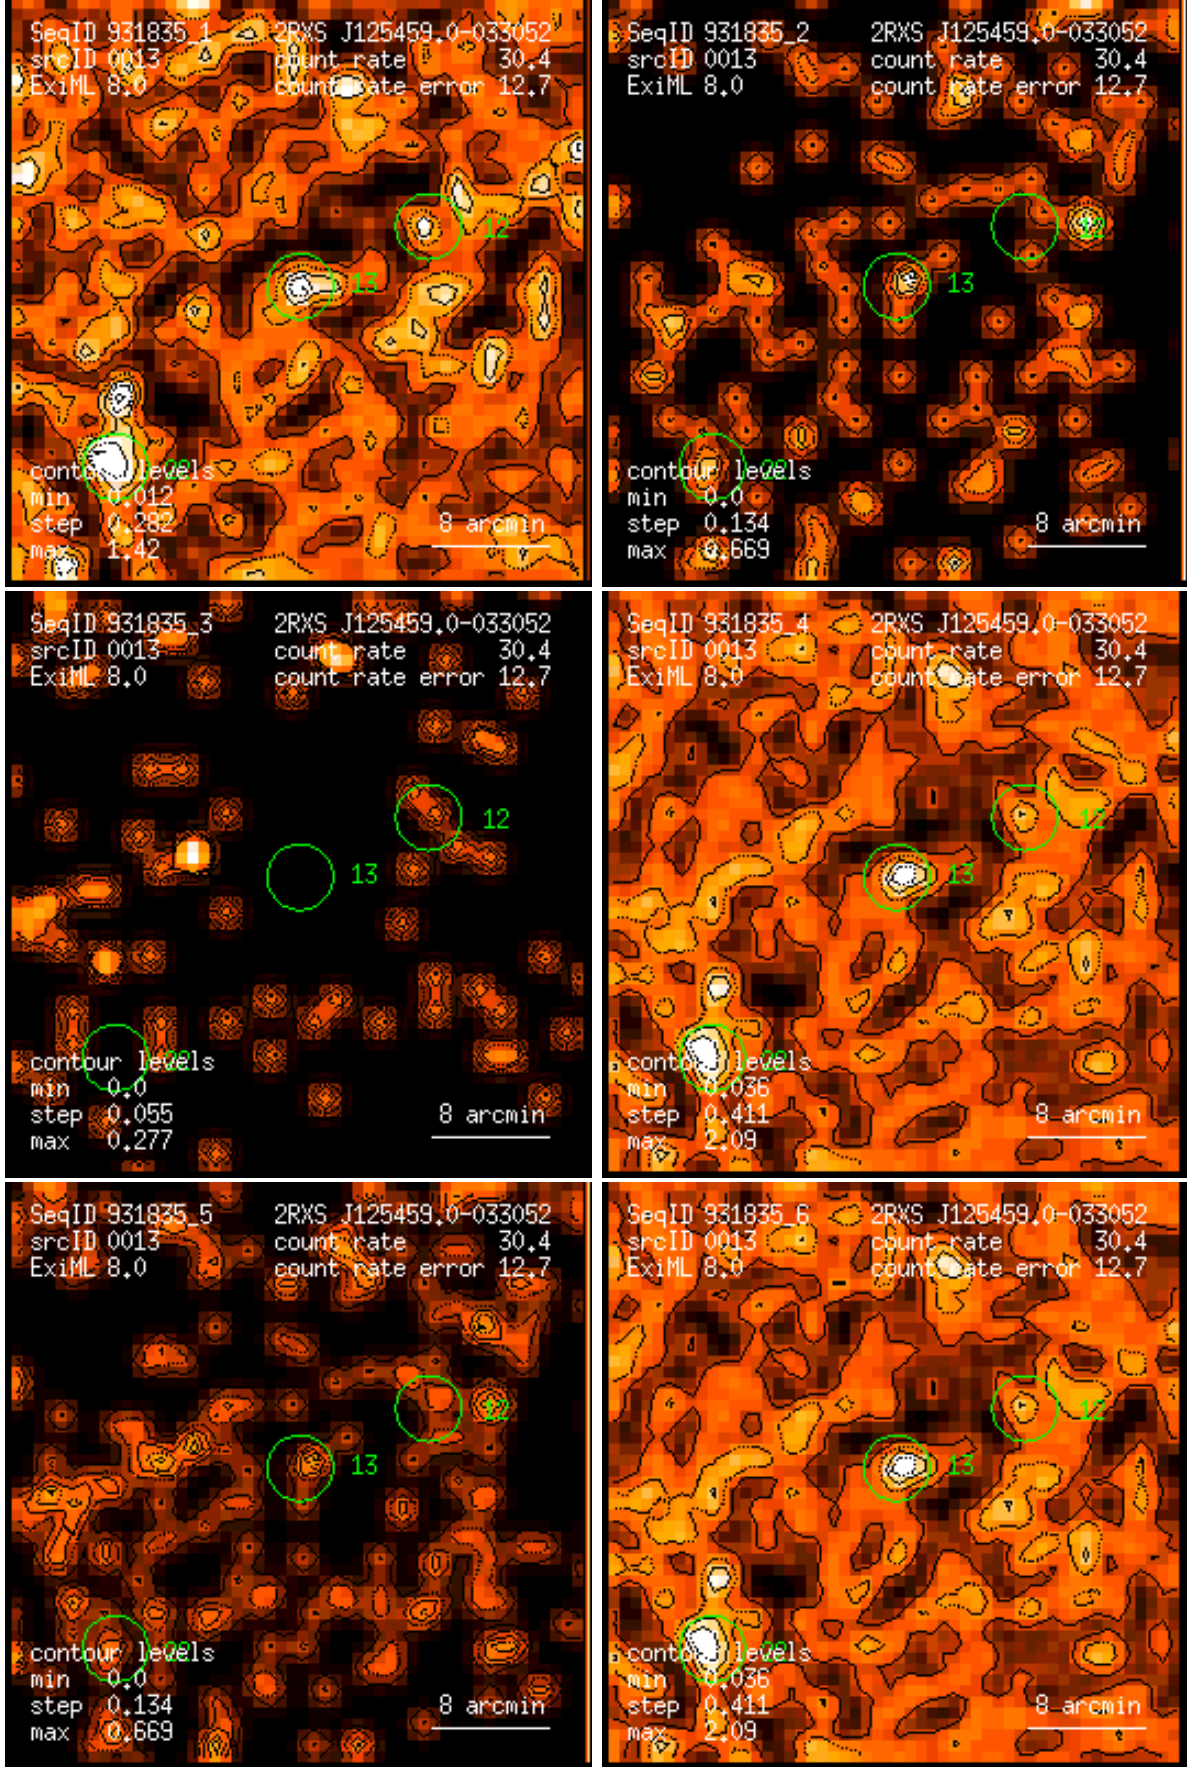 SeqID 931835_1 2RXS J125459.0-033052
srcID 0013 count rate 30.4
ExiML 8.0 count rate error 12.7
12
13
contour levels
min 0.012
step 0.282 8 arcmin
max 1.42
SeqID 931835_2 2RXS J125459.0-033052
srcID 0013 count rate 30.4
ExiML 8.0 count rate error 12.7
12
13
contour levels
min 0.0
step 0.134 8 arcmin
max 0.669
SeqID 931835_3 2RXS J125459.0-033052
srcID 0013 count rate 30.4
ExiML 8.0 count rate error 12.7
12
13
contour levels
min 0.0
step 0.055 8 arcmin
max 0.277
SeqID 931835_4 2RXS J125459.0-033052
srcID 0013 count rate 30.4
ExiML 8.0 count rate error 12.7
12
13
contour levels
min 0.036
step 0.411 8 arcmin
max 2.09
SeqID 931835_5 2RXS J125459.0-033052
srcID 0013 count rate 30.4
ExiML 8.0 count rate error 12.7
12
13
contour levels
min 0.0
step 0.134 8 arcmin
max 0.669
SeqID 931835_6 2RXS J125459.0-033052
srcID 0013 count rate 30.4
ExiML 8.0 count rate error 12.7
12
13
contour levels
min 0.036
step 0.411 8 arcmin
max 2.09